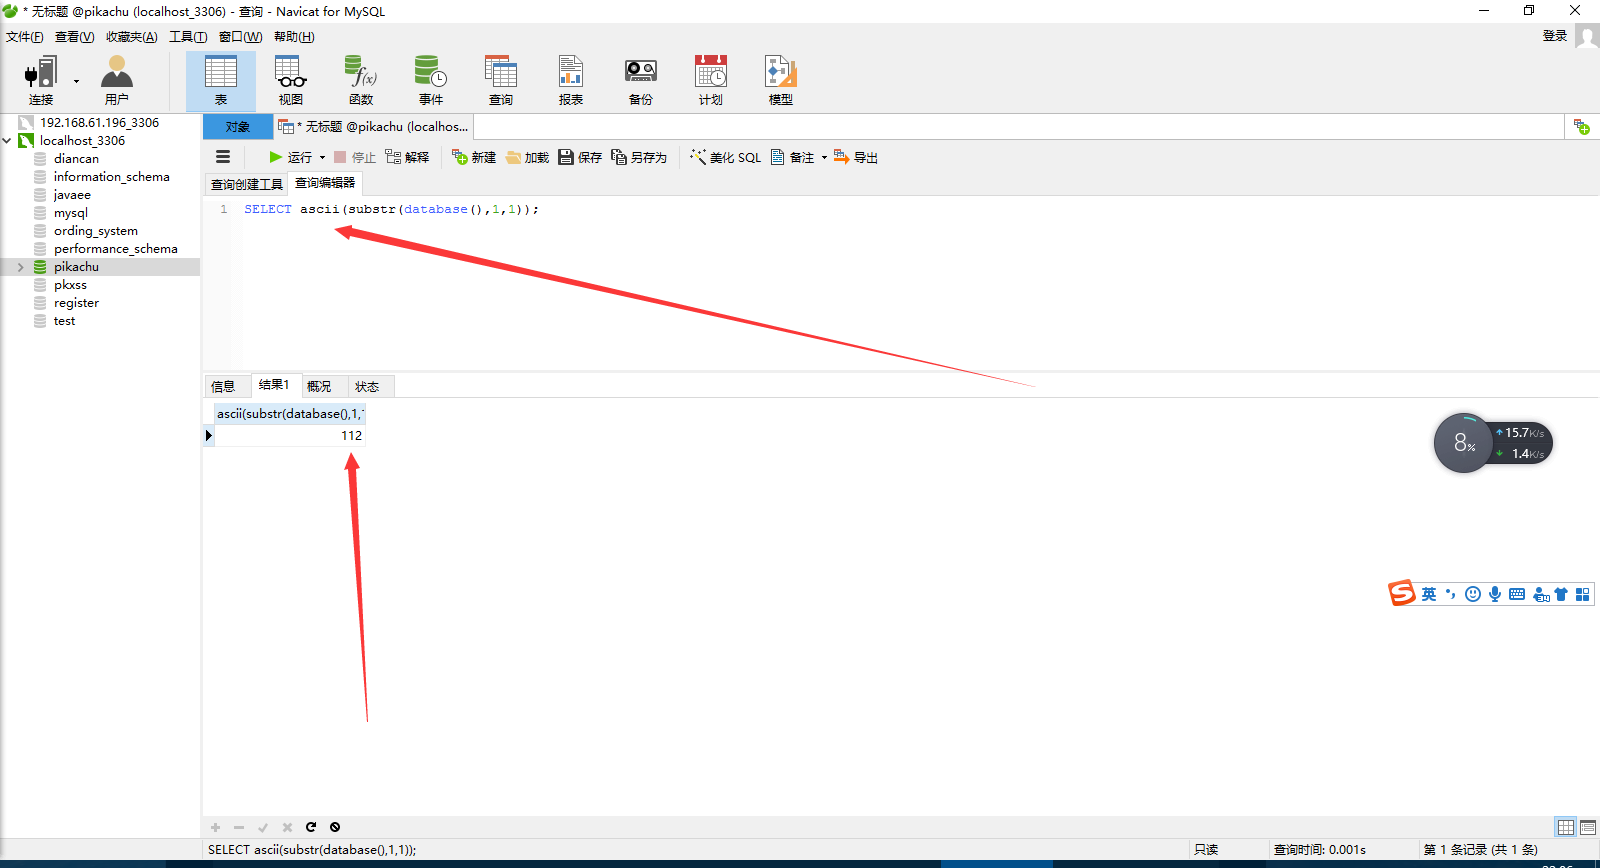 * 无标题 @pikachu (localhost_3306) - 查询 - Navicat for MySQL
文件(F) 查看(V) 收藏夹(A) 工具(T) 窗口(W) 帮助(H)
登录
连接 用户 表 视图 函数 事件 查询 报表 备份 计划 模型
192.168.61.196_3306
localhost_3306
diancan
information_schema
javaee
mysql
ording_system
performance_schema
pikachu
pkxss
register
test
对象 * 无标题 @pikachu (localhos...
运行 停止 解释 新建 加载 保存 另存为 美化 SQL 备注 导出
查询创建工具 查询编辑器
1 SELECT ascii(substr(database(),1,1));
信息 结果1 概况 状态
ascii(substr(database(),1,
112
8%
15.7K/s
1.4K/s
英
SELECT ascii(substr(database(),1,1));
只读
查询时间: 0.001s
第 1 条记录 (共 1 条)